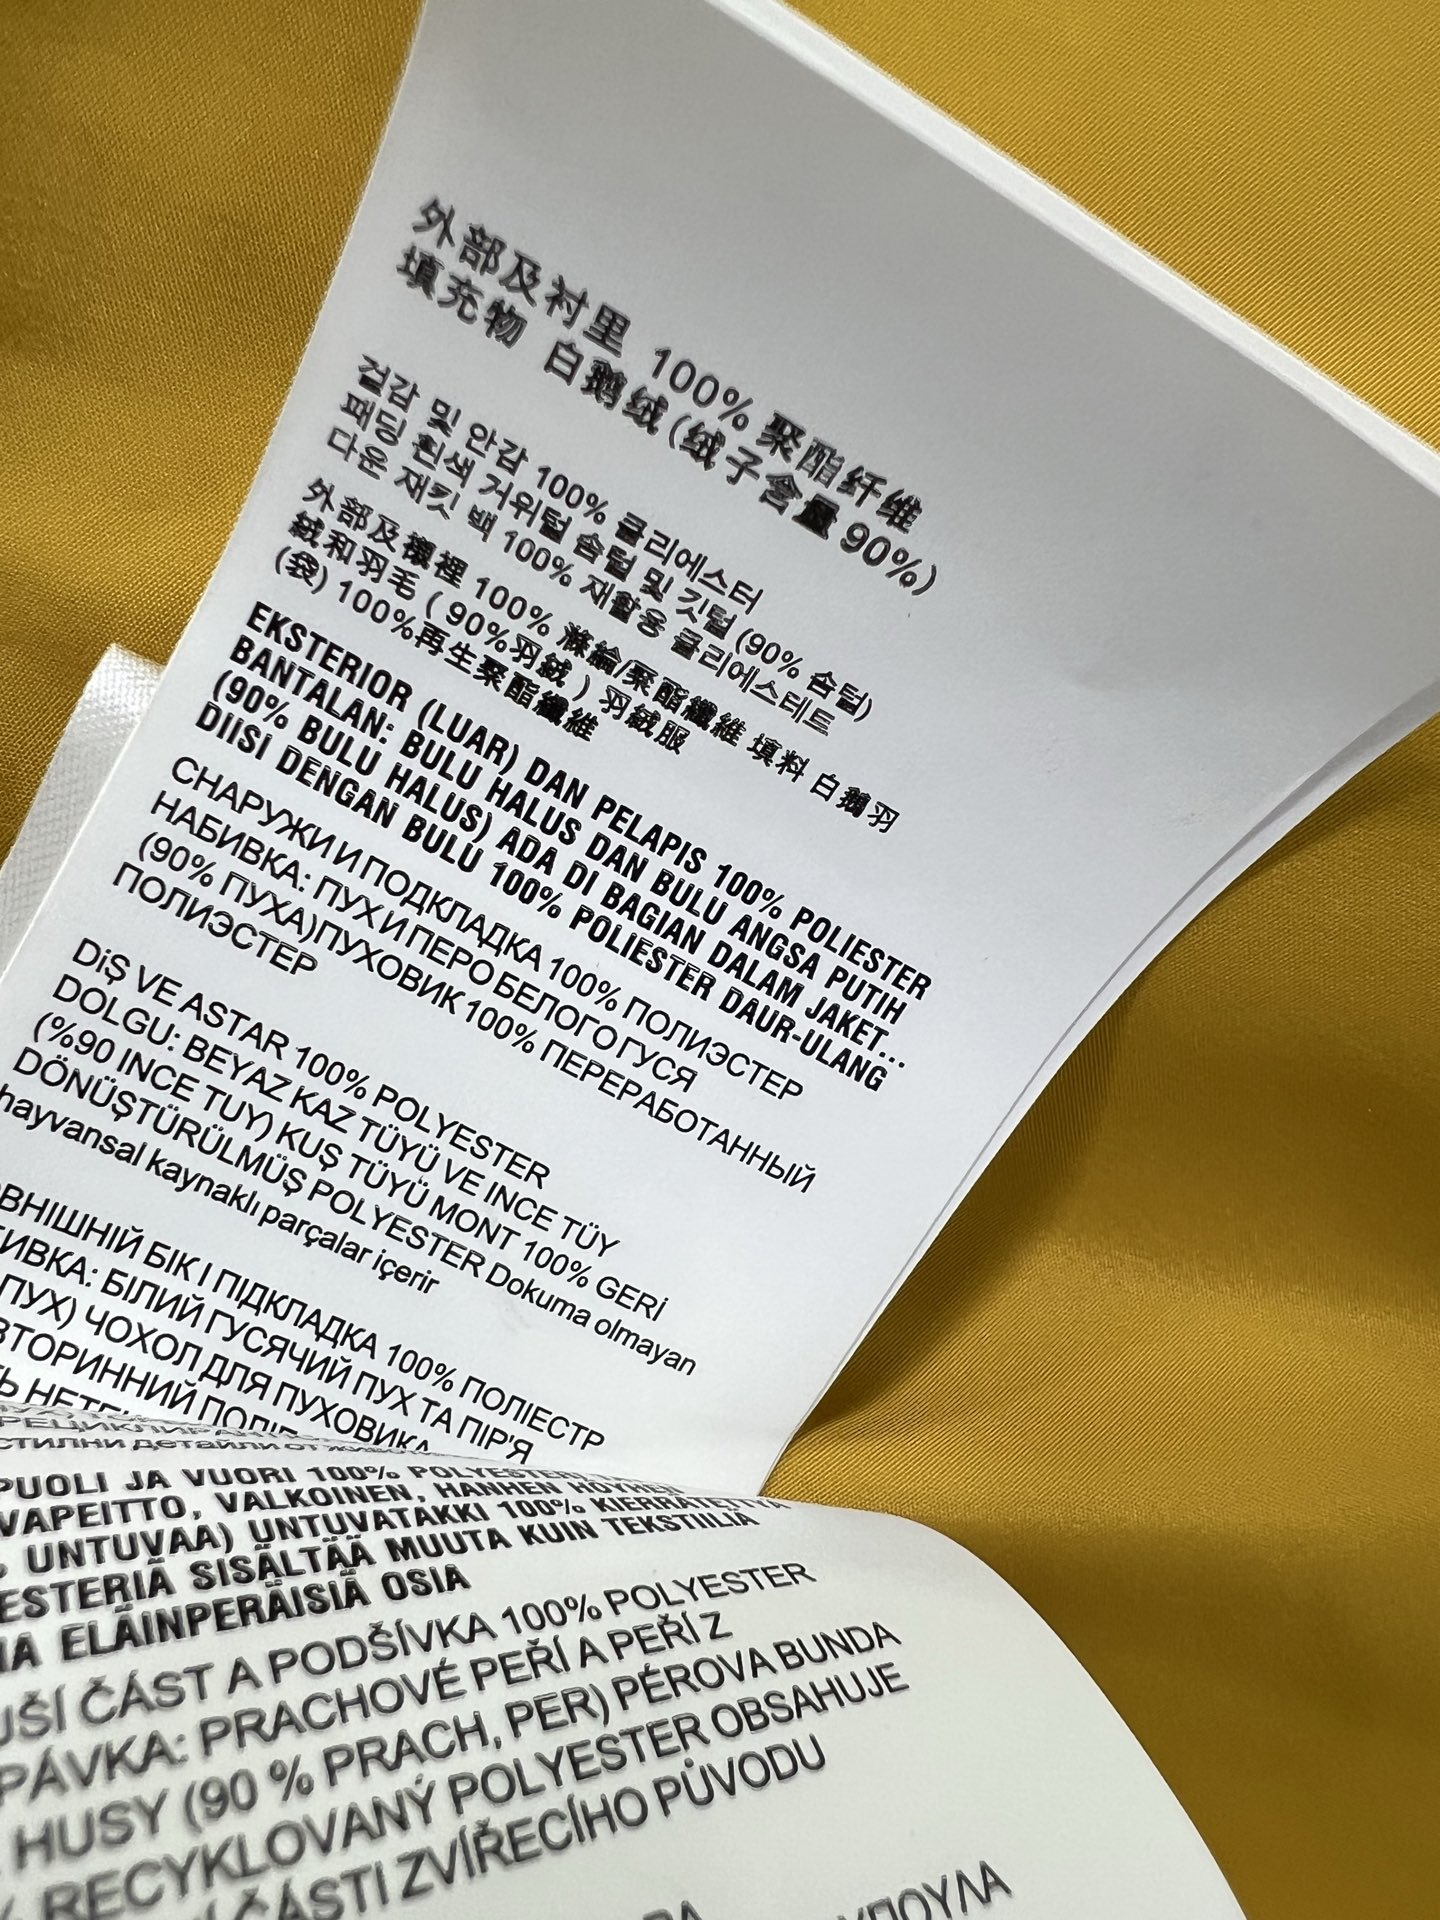 外部及衬里 100% 聚酯纤维
填充物 白鹅绒(绒子含量 90%)
겉감 및 안감 100% 폴리에스터
패딩 흰색 거위털 솜털 및 깃털 (90% 솜털)
다운 재킷 백 100% 재활용 폴리에스테트
外部及襯裡 100% 滌綸/聚酯纖維 填料 白鵝羽
絨和羽毛 ( 90%羽絨 ) 羽絨服
(袋) 100%再生聚酯纖維
EKSTERIOR (LUAR) DAN PELAPIS 100% POLIESTER
BANTALAN: BULU HALUS DAN BULU ANGSA PUTIH
(90% BULU HALUS) ADA DI BAGIAN DALAM JAKET...
DIISI DENGAN BULU 100% POLIESTER DAUR-ULANG
СНАРУЖИ И ПОДКЛАДКА 100% ПОЛИЭСТЕР
НАБИВКА: ПУХ И ПЕРО БЕЛОГО ГУСЯ
(90% ПУХА)ПУХОВИК 100% ПЕРЕРАБОТАННЫЙ
ПОЛИЭСТЕР
DiŞ VE ASTAR 100% POLYESTER
DOLGU: BEYAZ KAZ TÜYÜ VE INCE TÜY
(%90 INCE TUY) KUŞ TÜYÜ MONT 100% GERİ
DÖNÜŞTÜRÜLMÜŞ POLYESTER Dokuma olmayan
hayvansal kaynaklı parçalar içerir
ОВНІШНІЙ БІК І ПІДКЛАДКА 100% ПОЛІЕСТР
ИВКА: БІЛИЙ ГУСЯЧИЙ ПУХ ТА ПІР'Я
ПУХ) ЧОХОЛ ДЛЯ ПУХОВИКА
ВТОРИННИЙ
PUOLI JA VUORI 100% POLYESTERI
VAPEITTO, VALKOINEN, HANHEN HÖYHEN
UNTUVAA) UNTUVATAKKI 100% KIERRÄTETTYÄ
ESTERIÄ SISÄLTÄÄ MUUTA KUIN TEKSTIILIÄ
IA ELÄINPERÄISIÄ OSIA
JŠÍ ČÁST A PODŠÍVKA 100% POLYESTER
PÁVKA: PRACHOVÉ PEŘÍ A PEŘÍ Z
HUSY (90 % PRACH, PER) PÉROVA BUNDA
% RECYKLOVANÝ POLYESTER OBSAHUJE
ČÁSTI ZVÍŘECÍHO PŮVODU